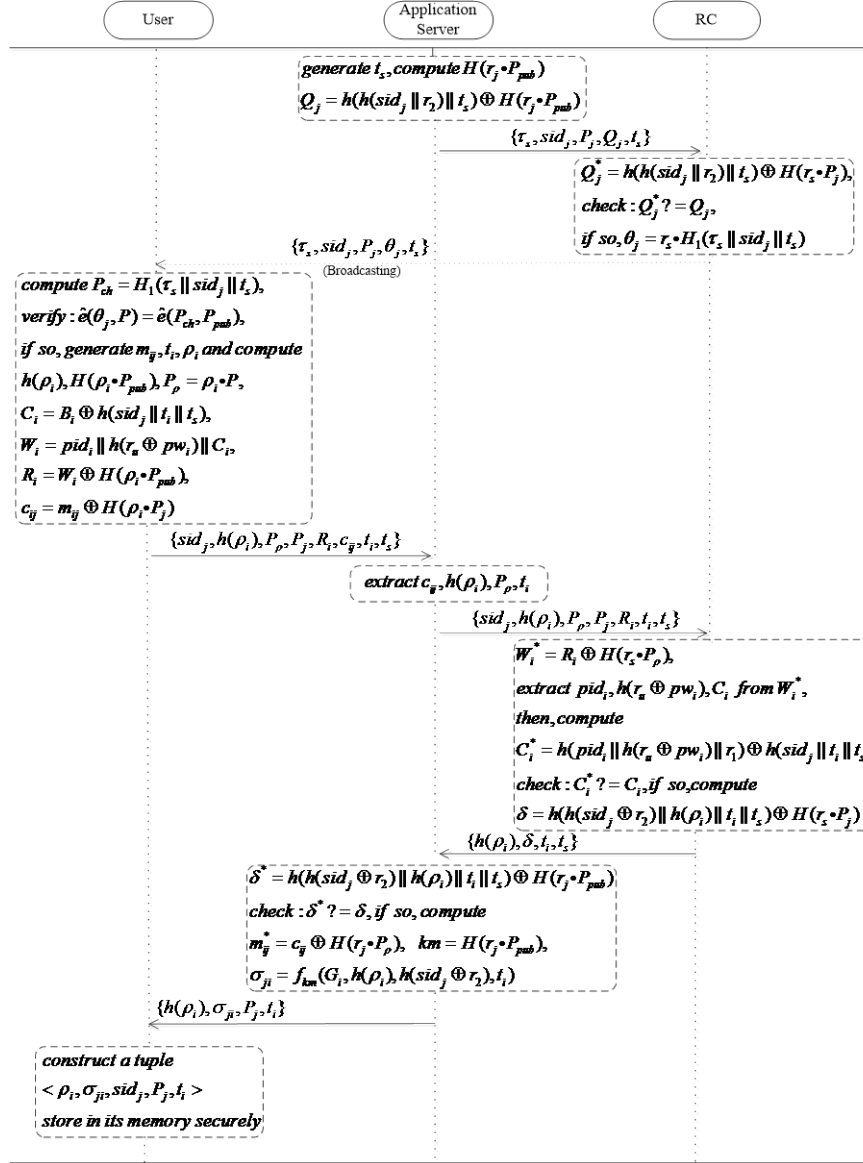 User
Application
Server
RC
generate t_s, compute H(r_j•P_pub)
Q_j = h(h(sid_j || r_2) || t_s) ⊕ H(r_j•P_pub)
{τ_s, sid_j, P_j, Q_j, t_s}
Q_j^* = h(h(sid_j || r_2) || t_s) ⊕ H(r_s•P_j),
check : Q_j^* ? = Q_j,
if so, θ_j = r_s•H_1(τ_s || sid_j || t_s)
{τ_s, sid_j, P_j, θ_j, t_s}
(Broadcasting)
compute P_ch = H_1(τ_s || sid_j || t_s),
verify : ê(θ_j, P) = ê(P_ch, P_pub),
if so, generate m_ij, t_i, ρ_i and compute
h(ρ_i), H(ρ_i•P_pub), P_ρ = ρ_i•P,
C_i = B_i ⊕ h(sid_j || t_i || t_s),
W_i = pid_i || h(r_u ⊕ pw_i) || C_i,
R_i = W_i ⊕ H(ρ_i•P_pub),
c_ij = m_ij ⊕ H(ρ_i•P_j)
{sid_j, h(ρ_i), P_ρ, P_j, R_i, c_ij, t_i, t_s}
extract c_ij, h(ρ_i), P_ρ, t_i
{sid_j, h(ρ_i), P_ρ, P_j, R_i, t_i, t_s}
W_i^* = R_i ⊕ H(r_s•P_ρ),
extract pid_i, h(r_u ⊕ pw_i), C_i from W_i^*,
then, compute
C_i^* = h(pid_i || h(r_u ⊕ pw_i) || r_1) ⊕ h(sid_j || t_i || t_s
check : C_i^* ? = C_i, if so, compute
δ = h(h(sid_j ⊕ r_2) || h(ρ_i) || t_i || t_s) ⊕ H(r_s•P_j)
{h(ρ_i), δ, t_i, t_s}
δ^* = h(h(sid_j ⊕ r_2) || h(ρ_i) || t_i || t_s) ⊕ H(r_j•P_pub)
check : δ^* ? = δ, if so, compute
m_ij^* = c_ij ⊕ H(r_j•P_ρ), km = H(r_j•P_pub),
σ_ji = f_km(G_i, h(ρ_i), h(sid_j ⊕ r_2), t_i)
{h(ρ_i), σ_ji, P_j, t_i}
construct a tuple
< ρ_i, σ_ji, sid_j, P_j, t_i >
store in its memory securely